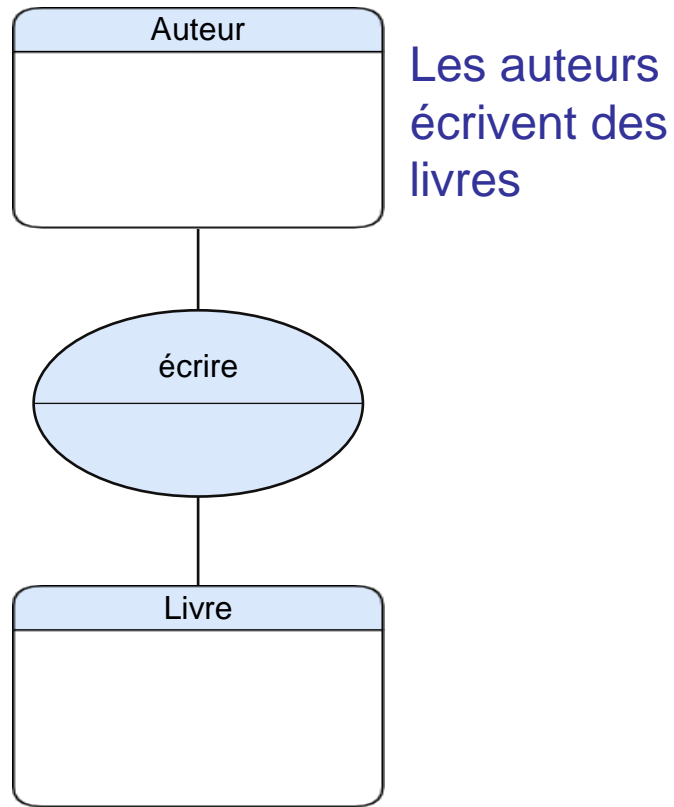 Auteur
Les auteurs
écrivent des
livres
écrire
Livre